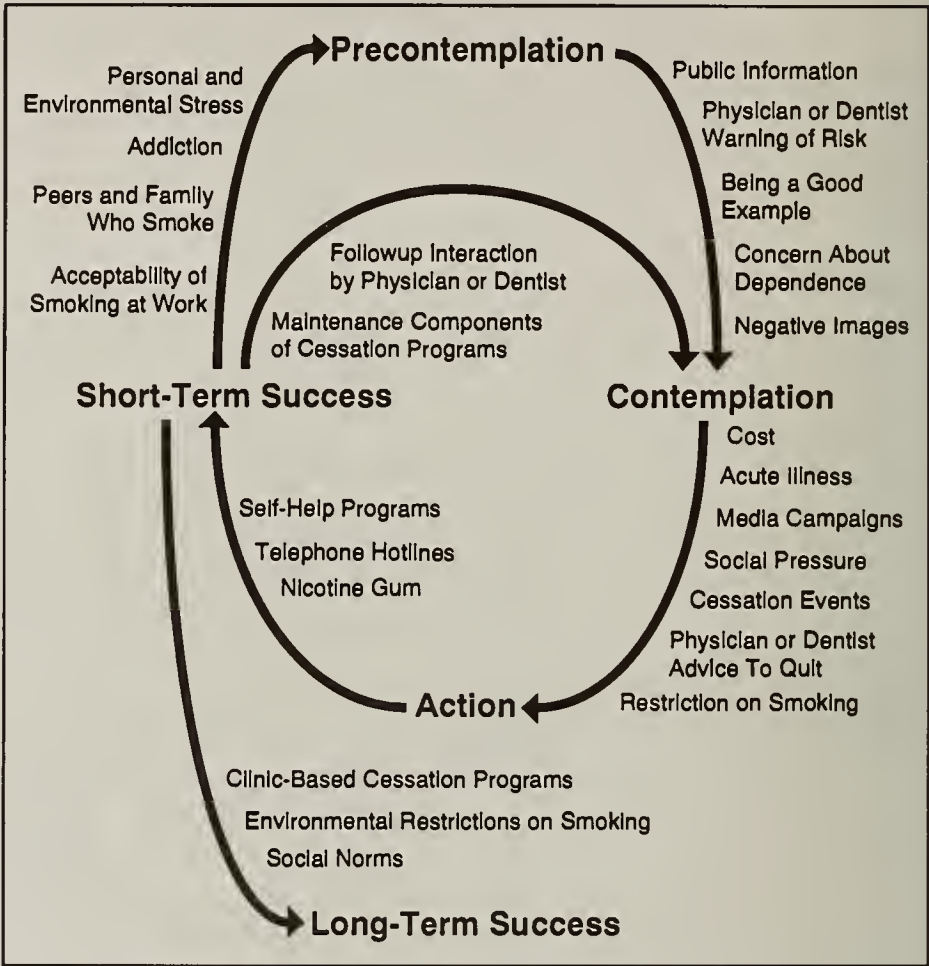 Precontemplation
Personal and
Environmental Stress
Addiction
Peers and Family
Who Smoke
Acceptability of
Smoking at Work
Public Information
Physician or Dentist
Warning of Risk
Being a Good
Example
Concern About
Dependence
Negative Images
Followup Interaction
by Physician or Dentist
Maintenance Components
of Cessation Programs
Short-Term Success
Contemplation
Cost
Acute Illness
Media Campaigns
Social Pressure
Cessation Events
Physician or Dentist
Advice To Quit
Restriction on Smoking
Self-Help Programs
Telephone Hotlines
Nicotine Gum
Action
Clinic-Based Cessation Programs
Environmental Restrictions on Smoking
Social Norms
Long-Term Success